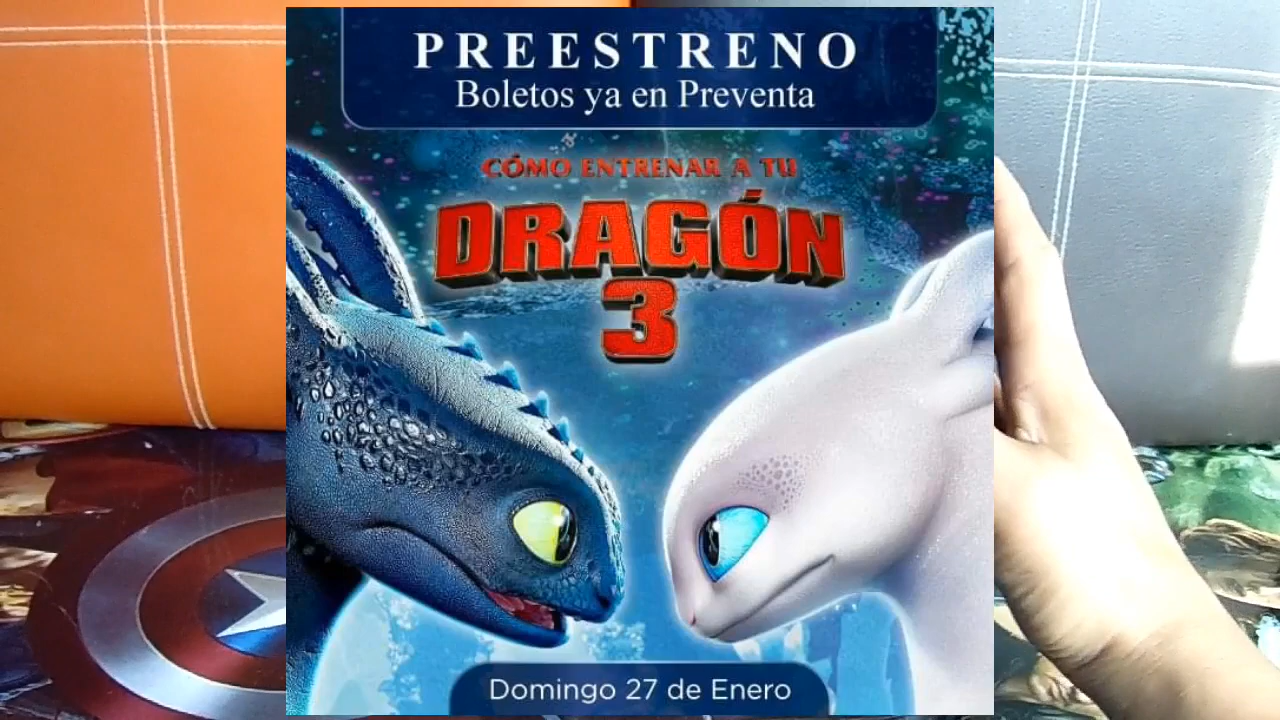 PREESTRENO
Boletos ya en Preventa
CÓMO ENTRENAR A TU
DRAGÓN
3
Domingo 27 de Enero